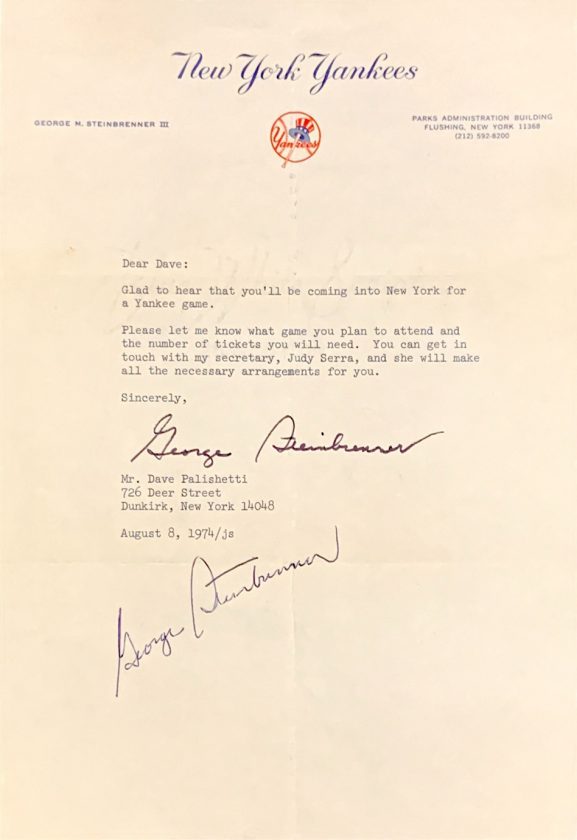 New York Yankees
GEORGE M. STEINBRENNER III
PARKS ADMINISTRATION BUILDING
FLUSHING, NEW YORK 11368
(212) 592-8200
Yankees
Dear Dave:
Glad to hear that you'll be coming into New York for
a Yankee game.
Please let me know what game you plan to attend and
the number of tickets you will need. You can get in
touch with my secretary, Judy Serra, and she will make
all the necessary arrangements for you.
Sincerely,
George Steinbrenner
Mr. Dave Palishetti
726 Deer Street
Dunkirk, New York 14048
August 8, 1974/js
George Steinbrenner